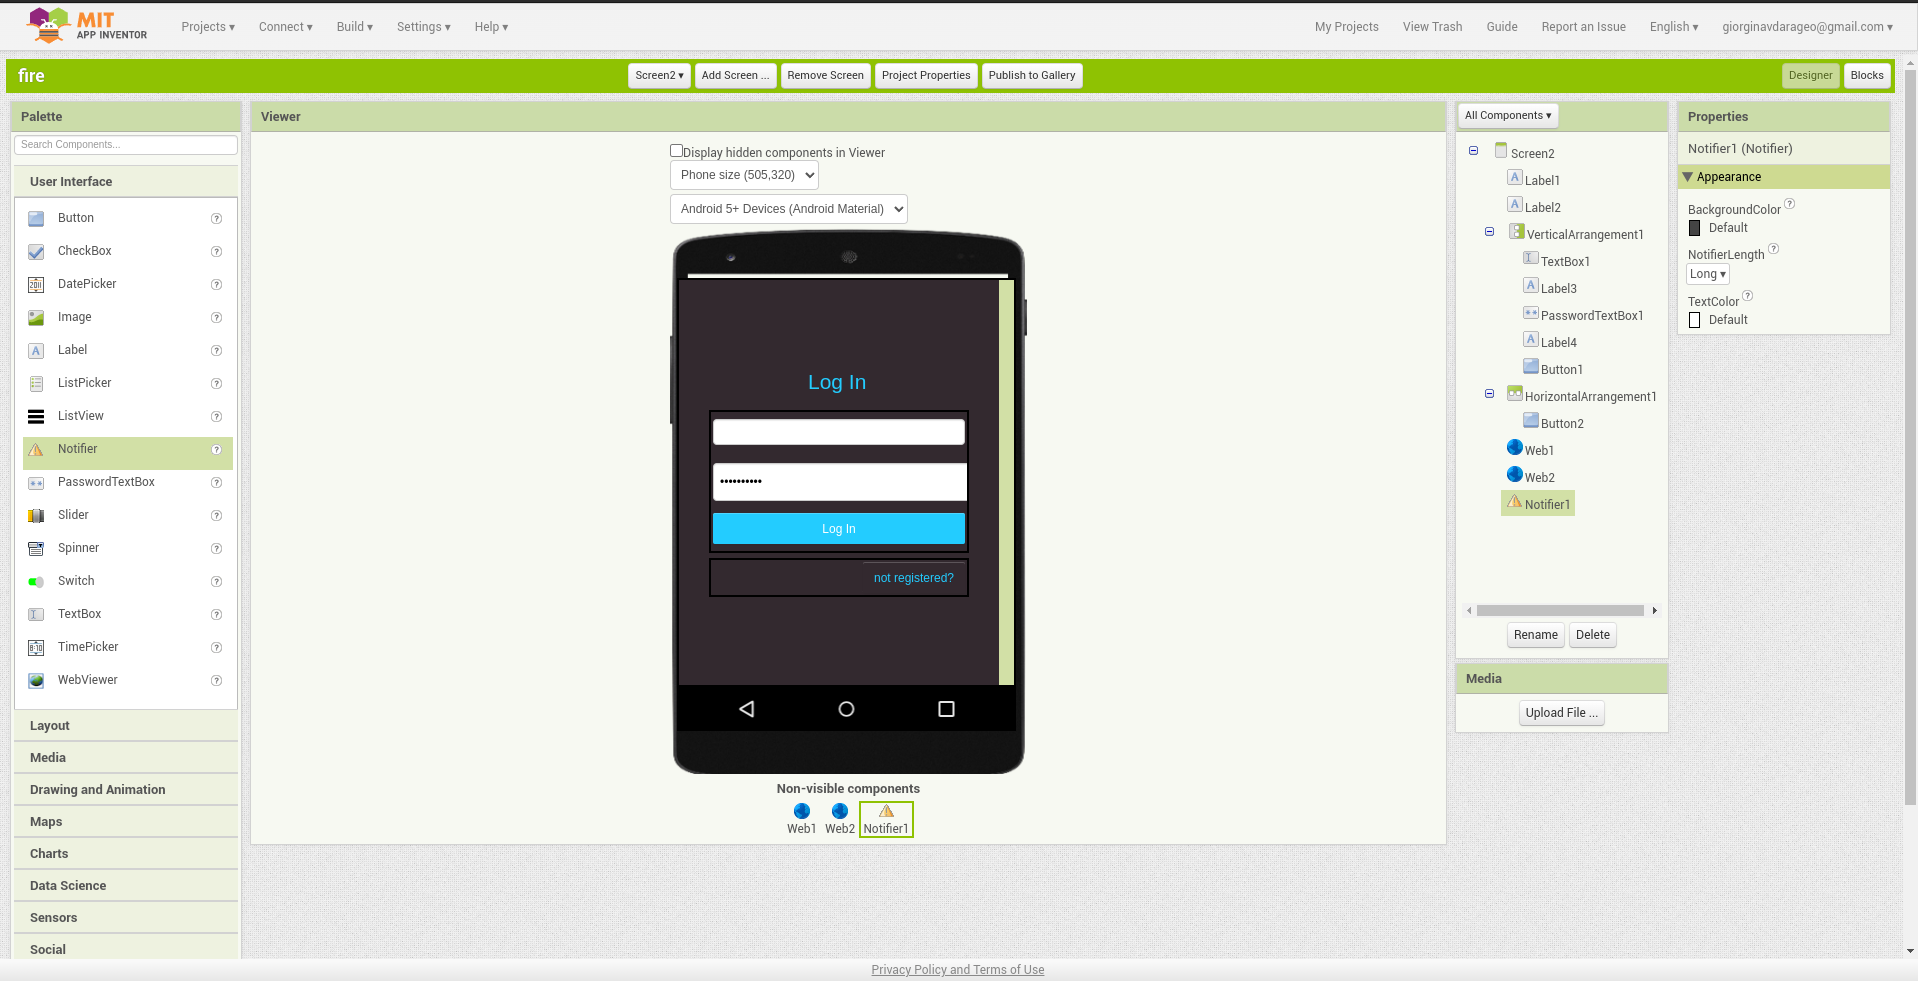 MIT
APP INVENTOR
Projects ▾ Connect ▾ Build ▾ Settings ▾ Help ▾
My Projects View Trash Guide Report an Issue English ▾ giorginavdarageo@gmail.com ▾
fire
Screen2 ▾ Add Screen ... Remove Screen Project Properties Publish to Gallery
Designer Blocks
Palette
Search Components...
User Interface
Button ?
CheckBox ?
DatePicker ?
Image ?
Label ?
ListPicker ?
ListView ?
Notifier ?
PasswordTextBox ?
Slider ?
Spinner ?
Switch ?
TextBox ?
TimePicker ?
WebViewer ?
Layout
Media
Drawing and Animation
Maps
Charts
Data Science
Sensors
Social
Viewer
Display hidden components in Viewer
Phone size (505,320)
Android 5+ Devices (Android Material)
Log In
••••••••••
Log In
not registered?
Non-visible components
Web1 Web2 Notifier1
All Components ▾
Screen2
Label1
Label2
VerticalArrangement1
TextBox1
Label3
PasswordTextBox1
Label4
Button1
HorizontalArrangement1
Button2
Web1
Web2
Notifier1
Rename Delete
Media
Upload File ...
Properties
Notifier1 (Notifier)
Appearance
BackgroundColor ?
Default
NotifierLength ?
Long ▾
TextColor ?
Default
Privacy Policy and Terms of Use